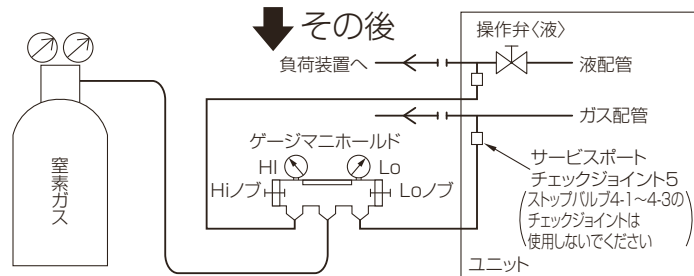 その後
操作弁〈液〉
負荷装置へ
液配管
ガス配管
ゲージマニホールド
HI
Lo
Hiノブ
Loノブ
窒素ガス
サービスポート
チェックジョイント5
(ストップバルブ4-1~4-3の
チェックジョイントは
使用しないでください)
ユニット